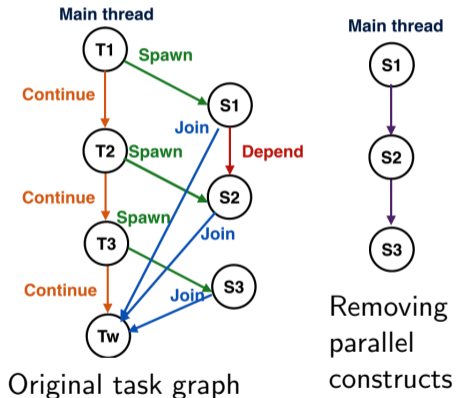 Main thread
T1
Spawn
Continue
S1
Join
T2
Spawn
Depend
Continue
S2
Spawn
T3
Join
Continue
S3
Join
Tw
Original task graph
Main thread
S1
S2
S3
Removing
parallel
constructs